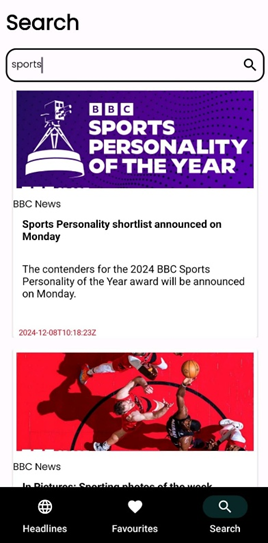 Search
sports
BBC
SPORTS
PERSONALITY
OF THE YEAR
BBC News
Sports Personality shortlist announced on
Monday
The contenders for the 2024 BBC Sports
Personality of the Year award will be announced
on Monday.
2024-12-08T10:18:23Z
BBC News
In Pictures: Sporting photos of the week
Headlines
Favourites
Search